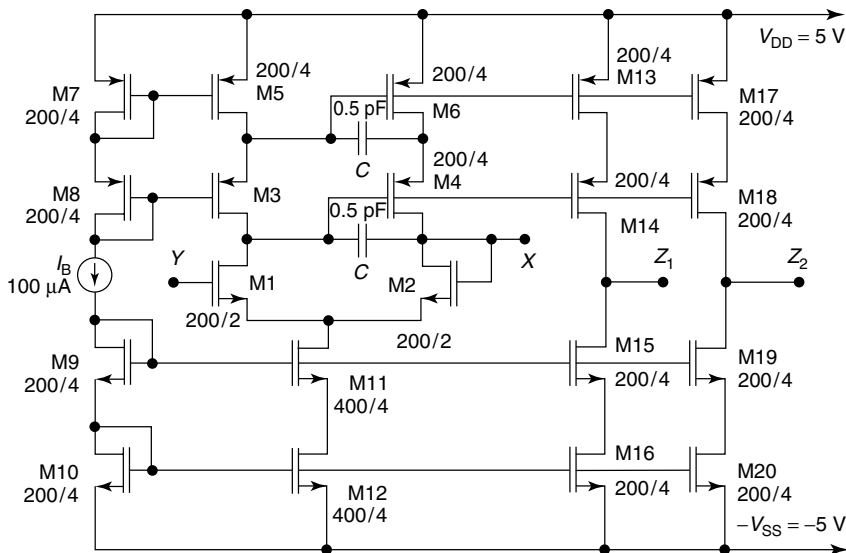 V_DD = 5 V
200/4
M13
200/4
M5
200/4
M6
M7
200/4
0.5 pF
C
M17
200/4
M8
200/4
M3
200/4
M4
0.5 pF
C
200/4
M14
M18
200/4
I_B
100 μA
Y
M1
200/2
M2
200/2
X
Z_1
Z_2
M9
200/4
M11
400/4
M15
200/4
M19
200/4
M10
200/4
M12
400/4
M16
200/4
M20
200/4
−V_SS = −5 V